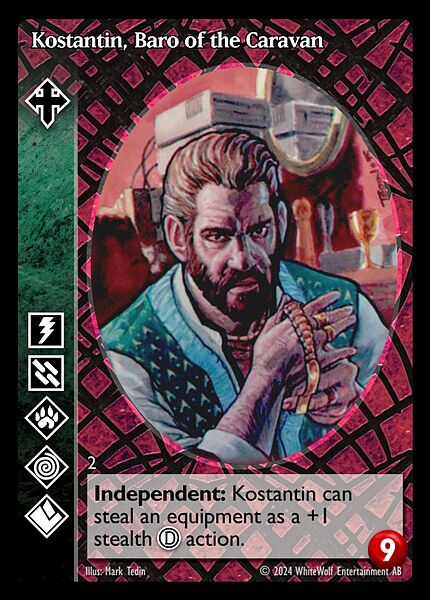 Kostantin, Baro of the Caravan
2
Independent: Kostantin can
steal an equipment as a +1
stealth Ⓓ action.
9
Illus: Mark Tedin
© 2024 WhiteWolf Entertainment AB